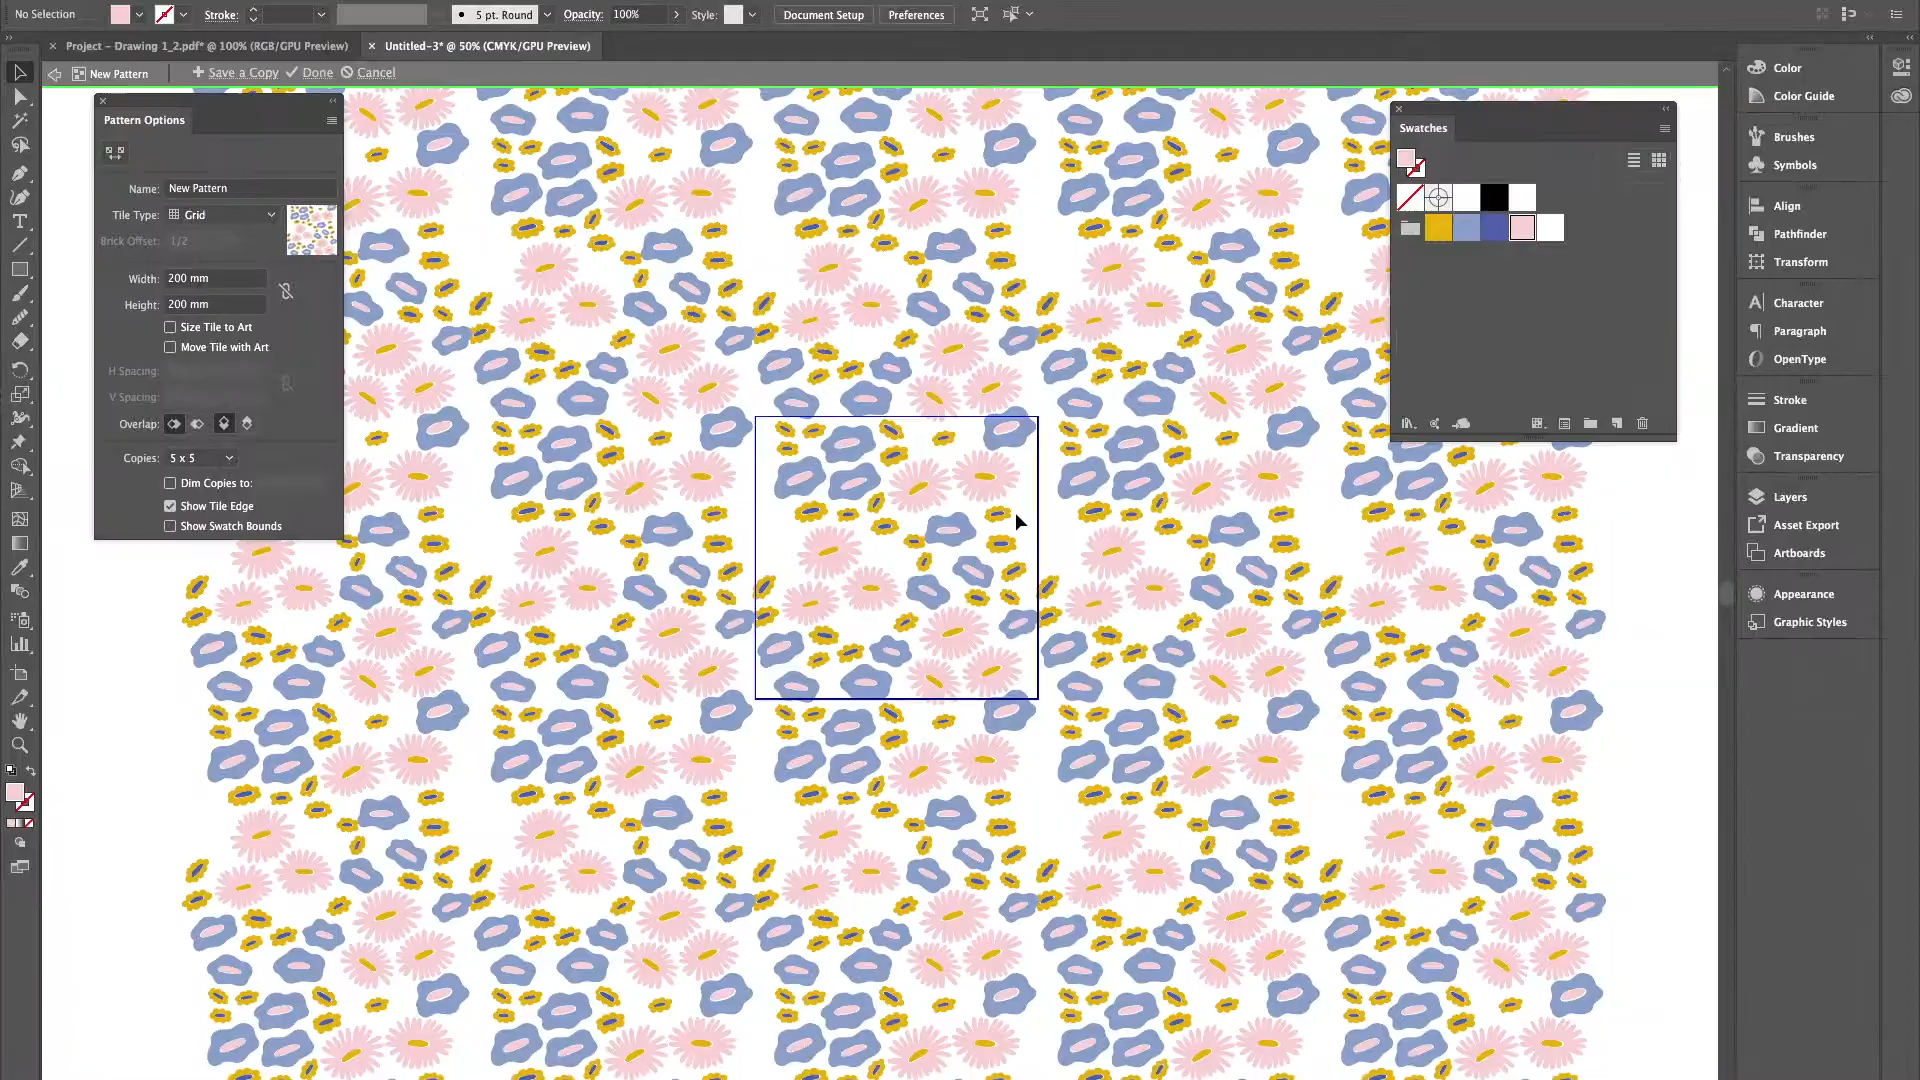 No Selection
Stroke:
5 pt. Round
Opacity: 100%
Style:
Document Setup
Preferences
Project – Drawing 1_2.pdf* @ 100% (RGB/GPU Preview)
Untitled-3* @ 50% (CMYK/GPU Preview)
New Pattern
Save a Copy
Done
Cancel
Pattern Options
Name: New Pattern
Tile Type: Grid
Brick Offset: 1/2
Width: 200 mm
Height: 200 mm
Size Tile to Art
Move Tile with Art
H Spacing:
V Spacing:
Overlap:
Copies: 5 x 5
Dim Copies to:
Show Tile Edge
Show Swatch Bounds
Swatches
Color
Color Guide
Brushes
Symbols
Align
Pathfinder
Transform
Character
Paragraph
OpenType
Stroke
Gradient
Transparency
Layers
Asset Export
Artboards
Appearance
Graphic Styles